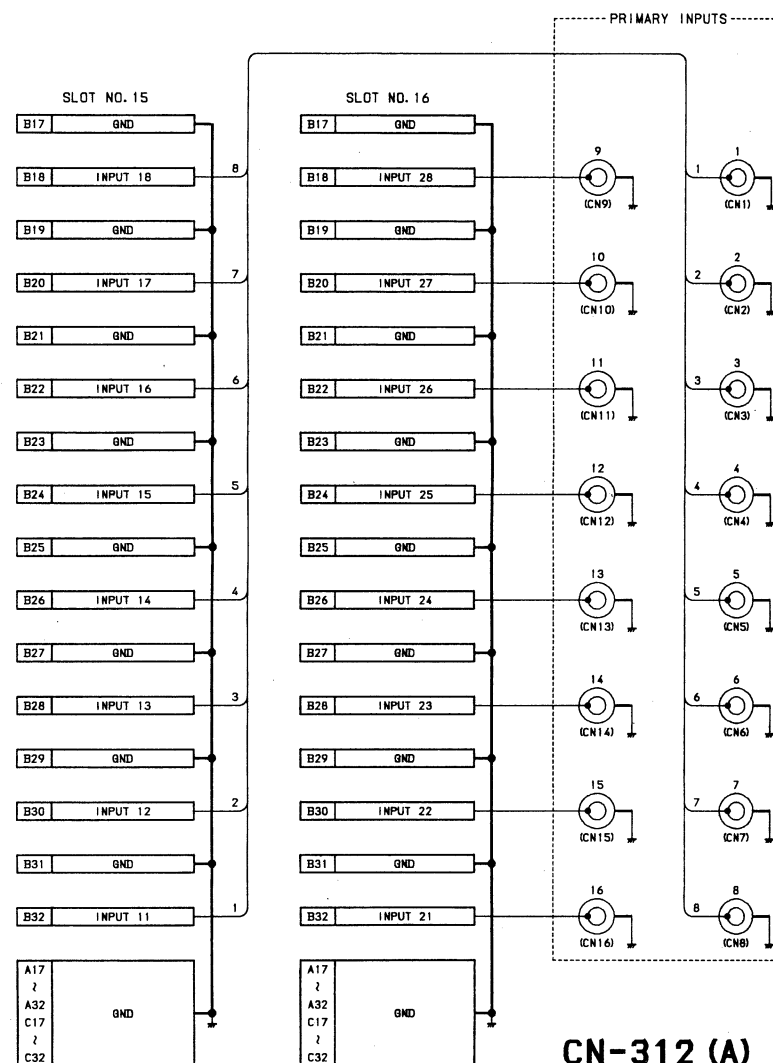 PRIMARY INPUTS
SLOT NO. 15 SLOT NO. 16
B17 GND B17 GND
9 1
B18 INPUT 18 8 B18 INPUT 28 1
(CN9) (CN1)
B19 GND B19 GND
10 2
B20 INPUT 17 7 B20 INPUT 27 2
(CN10) (CN2)
B21 GND B21 GND
11 3
B22 INPUT 16 6 B22 INPUT 26 3
(CN11) (CN3)
B23 GND B23 GND
12 4
B24 INPUT 15 5 B24 INPUT 25 4
(CN12) (CN4)
B25 GND B25 GND
13 5
B26 INPUT 14 4 B26 INPUT 24 5
(CN13) (CN5)
B27 GND B27 GND
14 6
B28 INPUT 13 3 B28 INPUT 23 6
(CN14) (CN6)
B29 GND B29 GND
15 7
B30 INPUT 12 2 B30 INPUT 22 7
(CN15) (CN7)
B31 GND B31 GND
16 8
B32 INPUT 11 1 B32 INPUT 21 8
(CN16) (CN8)
A17 A17
~ ~
A32 A32
GND GND
C17 C17
~ ~
C32 C32
CN-312 (A)